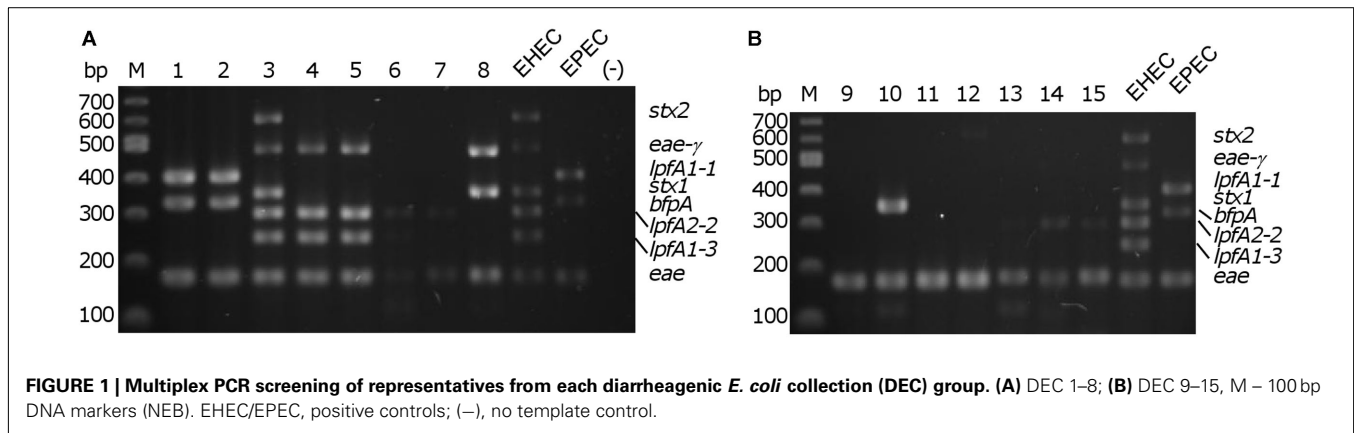 A
bp M 1 2 3 4 5 6 7 8 EHEC EPEC (-)
700
600
500
400
300
200
100
stx2
eae-γ
lpfA1-1
stx1
bfpA
lpfA2-2
lpfA1-3
eae
B
bp M 9 10 11 12 13 14 15 EHEC EPEC
700
600
500
400
300
200
100
stx2
eae-γ
lpfA1-1
stx1
bfpA
lpfA2-2
lpfA1-3
eae
FIGURE 1 | Multiplex PCR screening of representatives from each diarrheagenic E. coli collection (DEC) group. (A) DEC 1–8; (B) DEC 9–15, M – 100 bp
DNA markers (NEB). EHEC/EPEC, positive controls; (−), no template control.